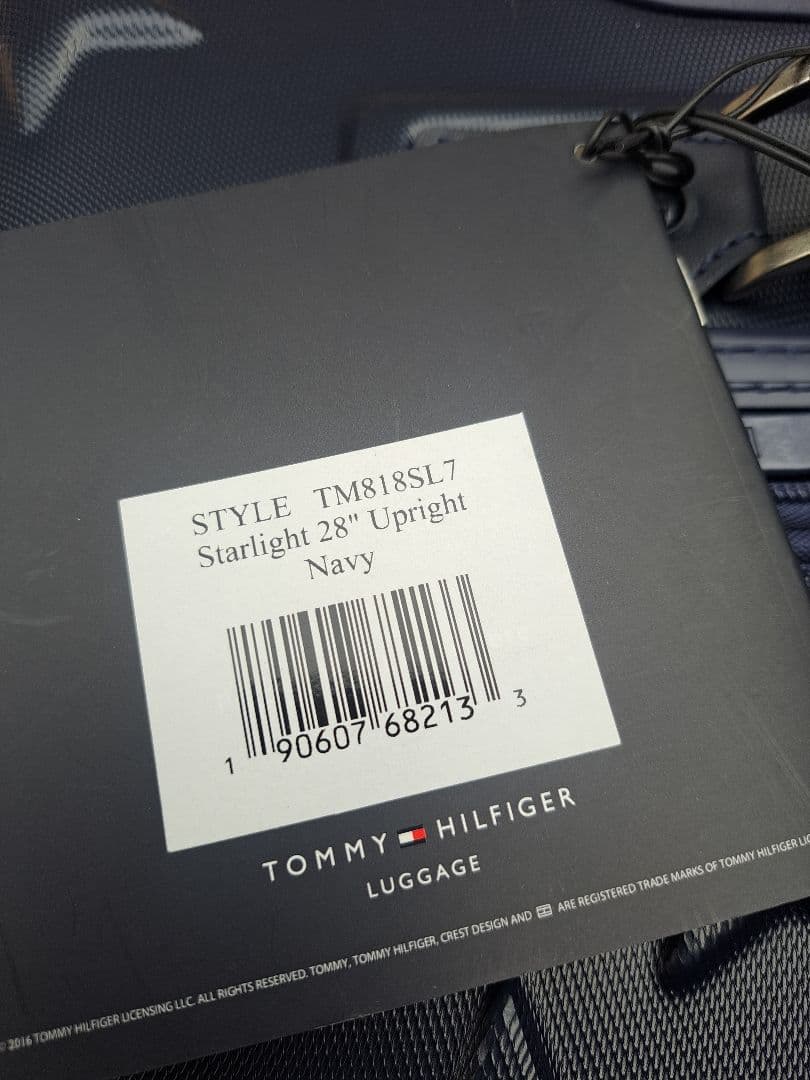 STYLE TM818SL7
Starlight 28" Upright
Navy
1 90607 68213 3
TOMMY HILFIGER
LUGGAGE
© 2016 TOMMY HILFIGER LICENSING LLC. ALL RIGHTS RESERVED. TOMMY, TOMMY HILFIGER, CREST DESIGN AND ARE REGISTERED TRADE MARKS OF TOMMY HILFIGER